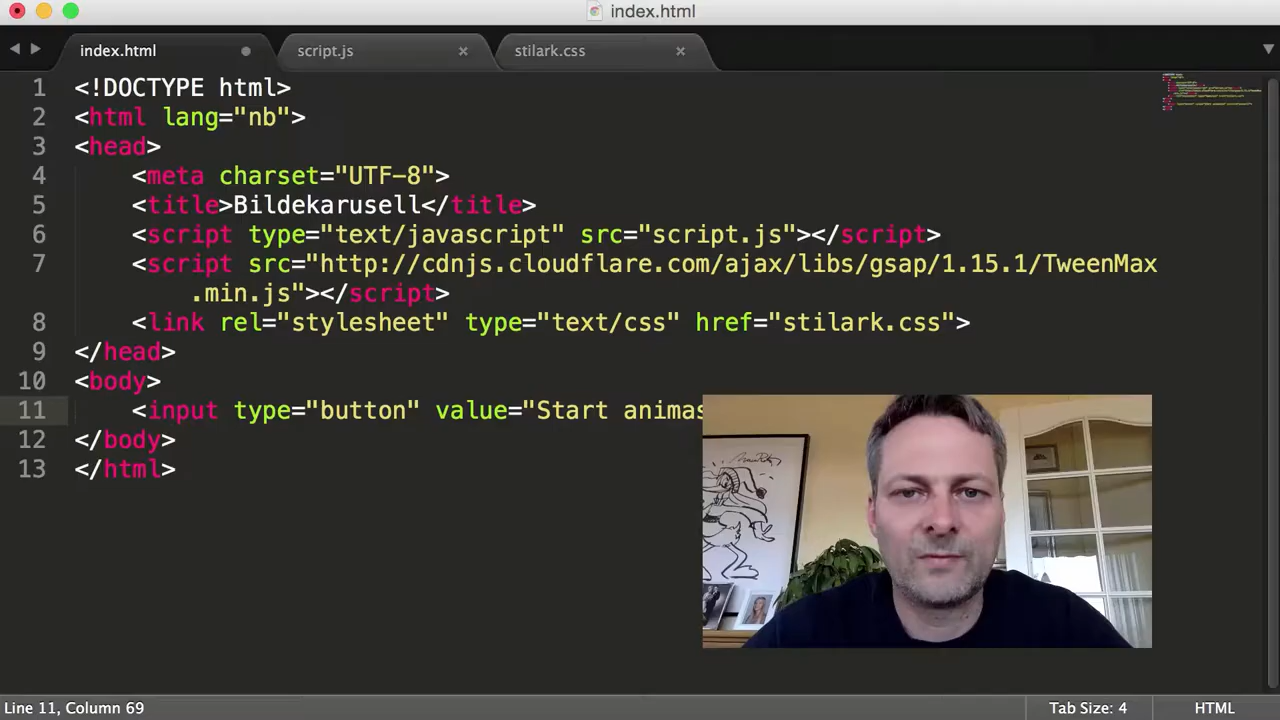 index.html
index.html
script.js
stilark.css
1 <!DOCTYPE html>
2 <html lang="nb">
3 <head>
4 <meta charset="UTF-8">
5 <title>Bildekarusell</title>
6 <script type="text/javascript" src="script.js"></script>
7 <script src="http://cdnjs.cloudflare.com/ajax/libs/gsap/1.15.1/TweenMax
.min.js"></script>
8 <link rel="stylesheet" type="text/css" href="stilark.css">
9 </head>
10 <body>
11 <input type="button" value="Start animas
12 </body>
13 </html>
Line 11, Column 69
Tab Size: 4
HTML